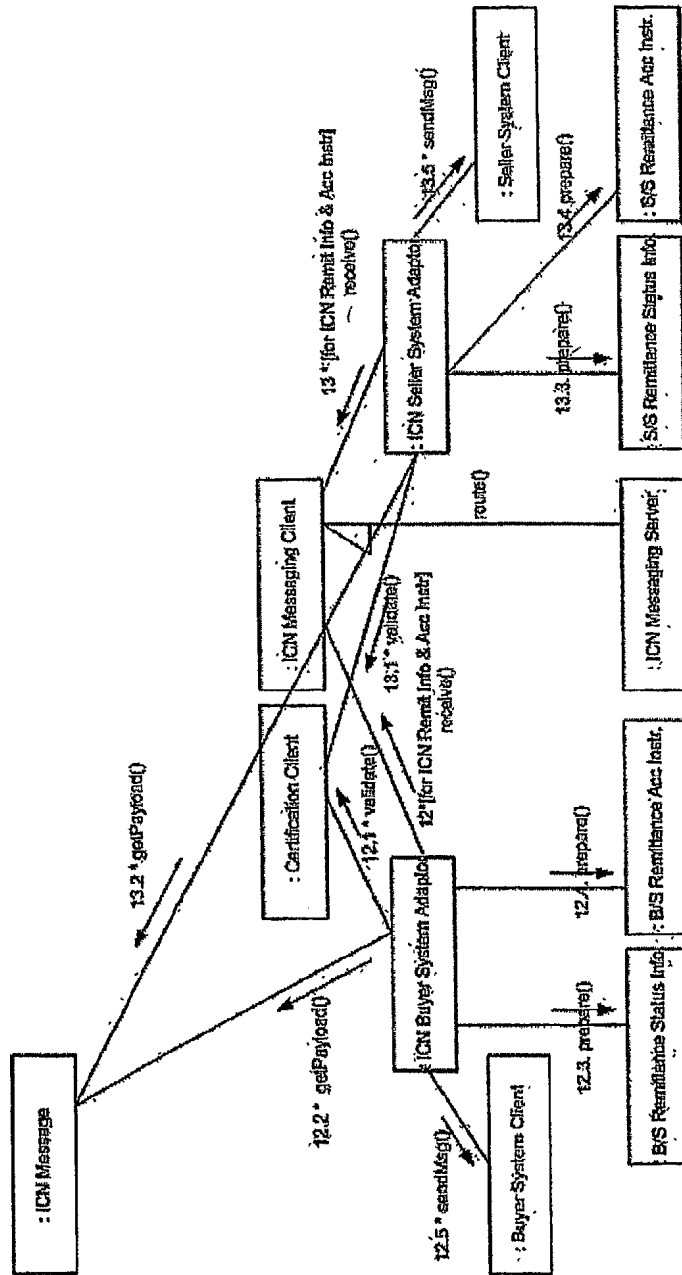 : ICN Message
13.2 * getPayload()
12.2 * getPayload()
: Certification Client
: ICN Messaging Client
13 *[for ICN Remit Info & Acc Instr]
receive()
12.1 * validate()
13.1 * validate()
12*[for ICN Remit Info & Acc Instr]
receive()
ICN Buyer System Adaptor
: ICN Seller System Adaptor
13.5 * sendMsg()
12.5 * sendMsg()
: Buyer System Client
: Seller System Client
route()
12.3. prepare()
12.4. prepare()
13.3. prepare()
13.4 prepare()
: B/S Remittance Status Info.
: B/S Remittance Acc Instr.
: ICN Messaging Server
: S/S Remittance Status Info.
: S/S Remittance Acc Instr.